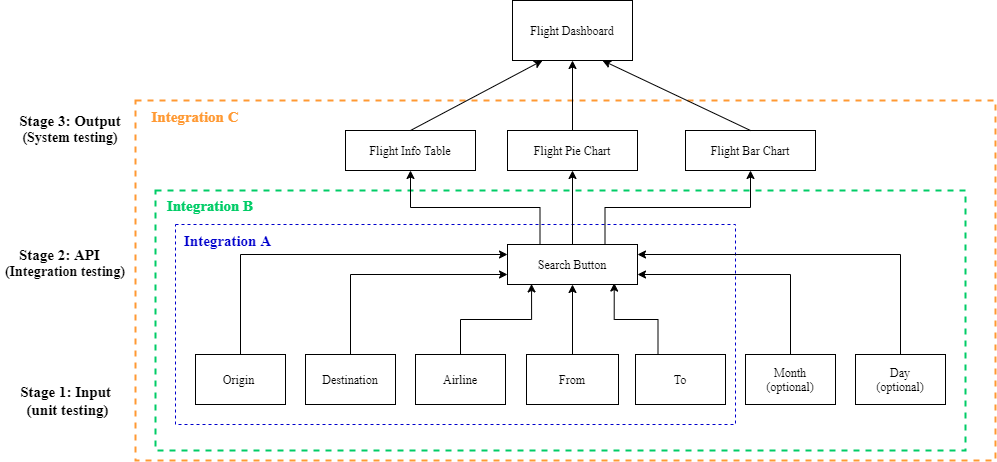 Flight Dashboard
Stage 3: Output
(System testing)
Integration C
Flight Info Table
Flight Pie Chart
Flight Bar Chart
Integration B
Integration A
Stage 2: API
(Integration testing)
Search Button
Stage 1: Input
(unit testing)
Origin
Destination
Airline
From
To
Month
(optional)
Day
(optional)